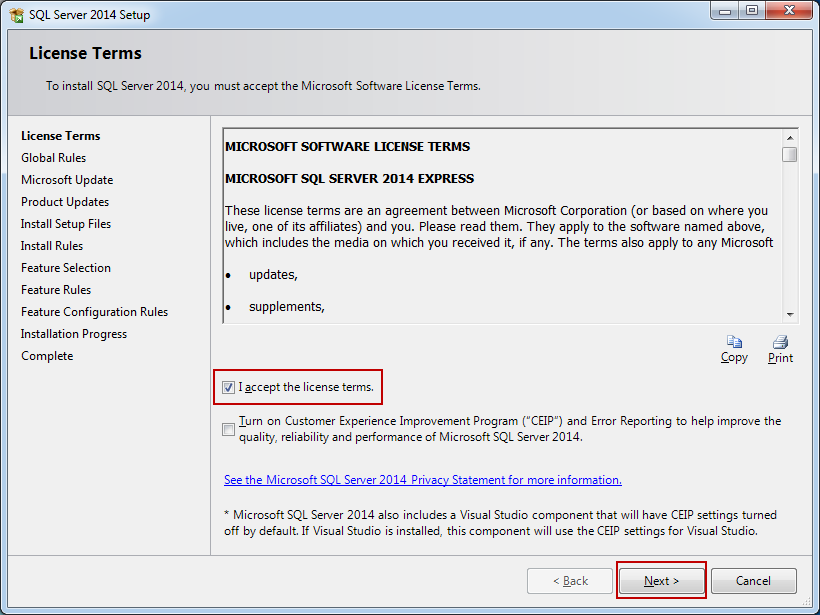 SQL Server 2014 Setup
License Terms
To install SQL Server 2014, you must accept the Microsoft Software License Terms.
License Terms
Global Rules
Microsoft Update
Product Updates
Install Setup Files
Install Rules
Feature Selection
Feature Rules
Feature Configuration Rules
Installation Progress
Complete
MICROSOFT SOFTWARE LICENSE TERMS
MICROSOFT SQL SERVER 2014 EXPRESS
These license terms are an agreement between Microsoft Corporation (or based on where you
live, one of its affiliates) and you. Please read them. They apply to the software named above,
which includes the media on which you received it, if any. The terms also apply to any Microsoft
• updates,
• supplements,
Copy
Print
I accept the license terms.
Turn on Customer Experience Improvement Program ("CEIP") and Error Reporting to help improve the
quality, reliability and performance of Microsoft SQL Server 2014.
See the Microsoft SQL Server 2014 Privacy Statement for more information.
* Microsoft SQL Server 2014 also includes a Visual Studio component that will have CEIP settings turned
off by default. If Visual Studio is installed, this component will use the CEIP settings for Visual Studio.
< Back
Next >
Cancel